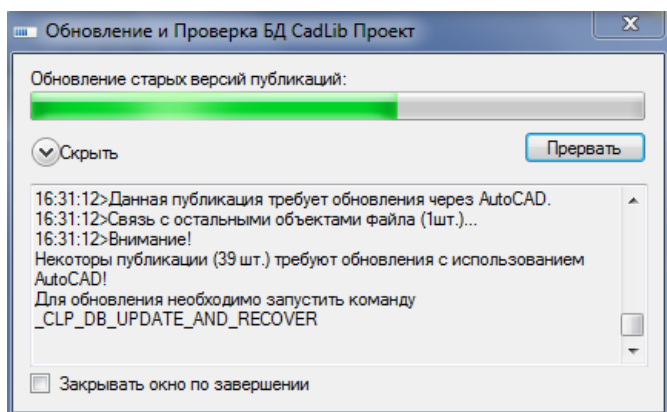 Обновление и Проверка БД CadLib Проект
Обновление старых версий публикаций:
Скрыть
Прервать
16:31:12>Данная публикация требует обновления через AutoCAD.
16:31:12>Связь с остальными объектами файла (1шт.)...
16:31:12>Внимание!
Некоторы публикации (39 шт.) требуют обновления с использованием
AutoCAD!
Для обновления необходимо запустить команду
_CLP_DB_UPDATE_AND_RECOVER
Закрывать окно по завершении